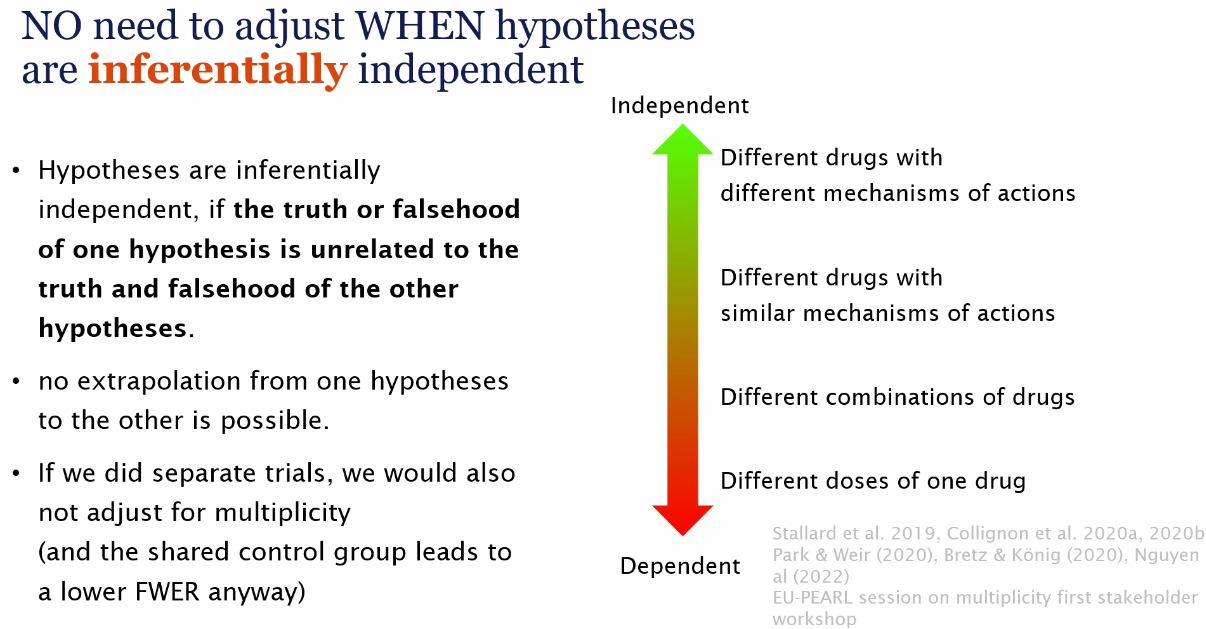 NO need to adjust WHEN hypotheses
are inferentially independent
• Hypotheses are inferentially
independent, if the truth or falsehood
of one hypothesis is unrelated to the
truth and falsehood of the other
hypotheses.
• no extrapolation from one hypotheses
to the other is possible.
• If we did separate trials, we would also
not adjust for multiplicity
(and the shared control group leads to
a lower FWER anyway)
Independent
Different drugs with
different mechanisms of actions
Different drugs with
similar mechanisms of actions
Different combinations of drugs
Different doses of one drug
Dependent
Stallard et al. 2019, Collignon et al. 2020a, 2020b
Park & Weir (2020), Bretz & König (2020), Nguyen
al (2022)
EU-PEARL session on multiplicity first stakeholder
workshop